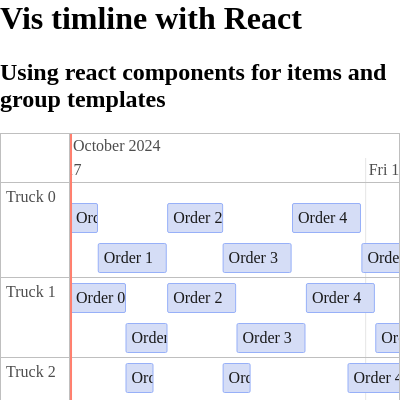 Vis timline with React
Using react components for items and
group templates
October 2024
7 Fri 1
Truck 0
Ord Order 2 Order 4
Order 1 Order 3 Orde
Truck 1
Order 0 Order 2 Order 4
Order Order 3 Or
Truck 2
Ord Ord Order 4